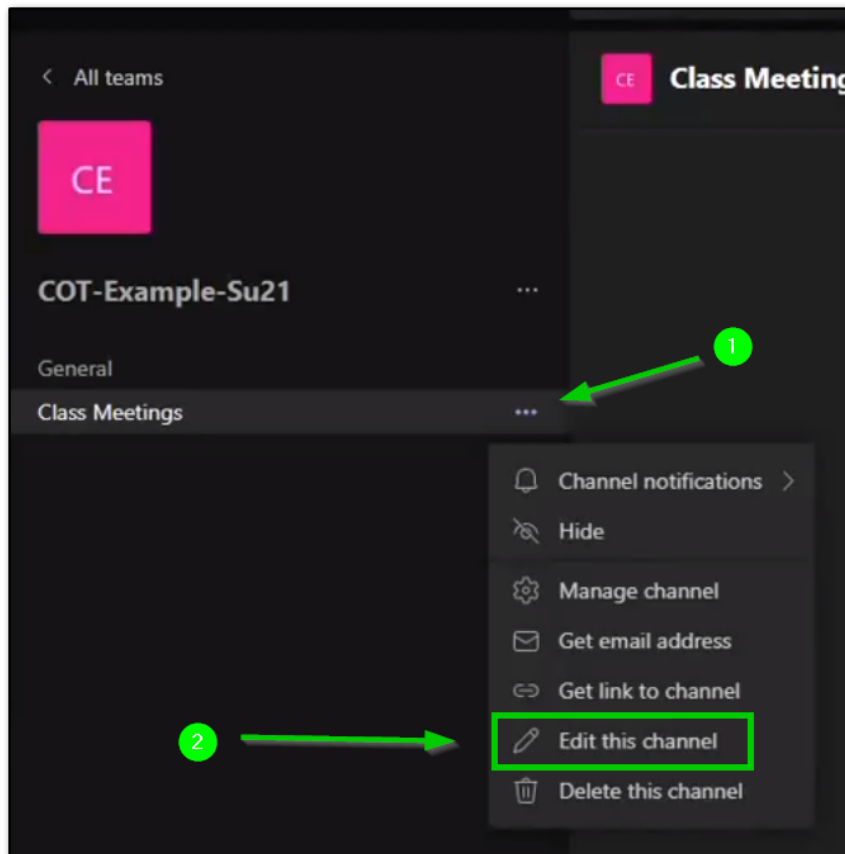 All teams
CE
Class Meeting
CE
COT-Example-Su21
General
1
Class Meetings
Channel notifications
Hide
Manage channel
Get email address
Get link to channel
2
Edit this channel
Delete this channel